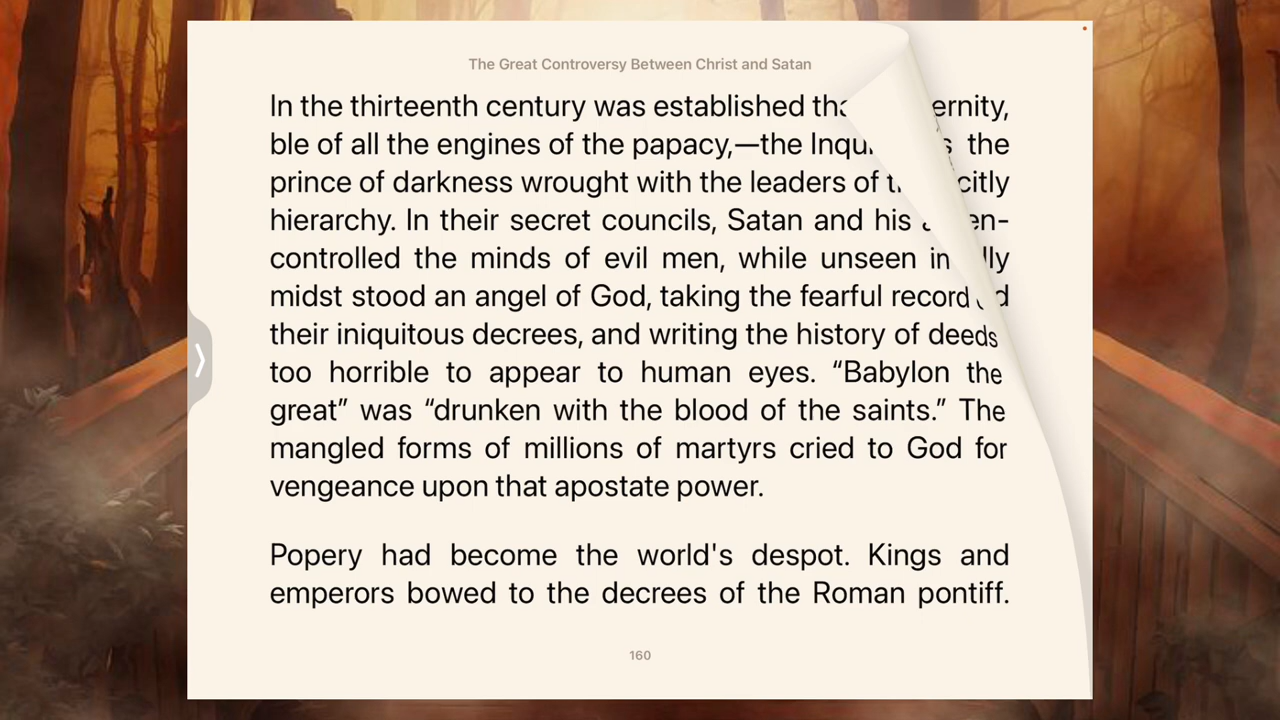 The Great Controversy Between Christ and Satan
In the thirteenth century was established
ble of all the engines of the papacy,—the the
prince of darkness wrought with the leaders of
hierarchy. In their secret councils, Satan and his
controlled the minds of evil men, while unseen in
midst stood an angel of God, taking the fearful record
their iniquitous decrees, and writing the history of deeds
too horrible to appear to human eyes. “Babylon the
great” was “drunken with the blood of the saints.” The
mangled forms of millions of martyrs cried to God for
vengeance upon that apostate power.
Popery had become the world's despot. Kings and
emperors bowed to the decrees of the Roman pontiff.
160